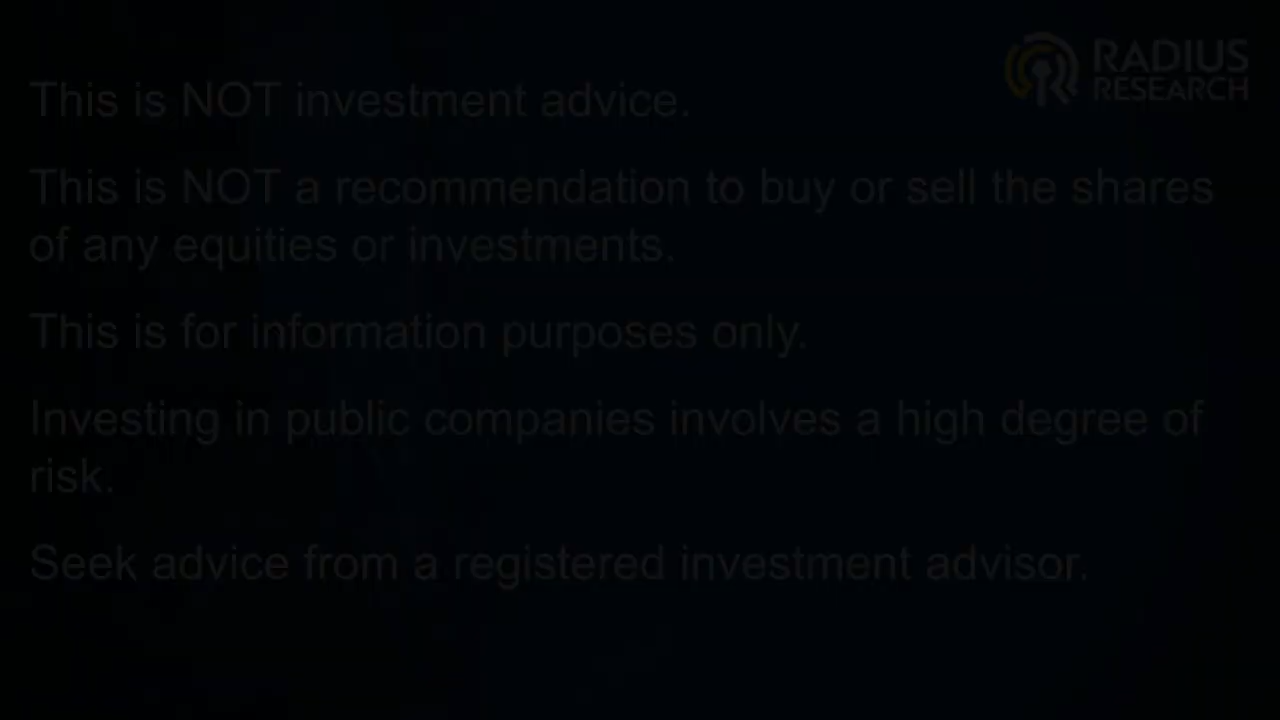 RADIUS
RESEARCH
This is NOT investment advice.
This is NOT a recommendation to buy or sell the shares
of any equities or investments.
This is for information purposes only.
Investing in public companies involves a high degree of
risk.
Seek advice from a registered investment advisor.